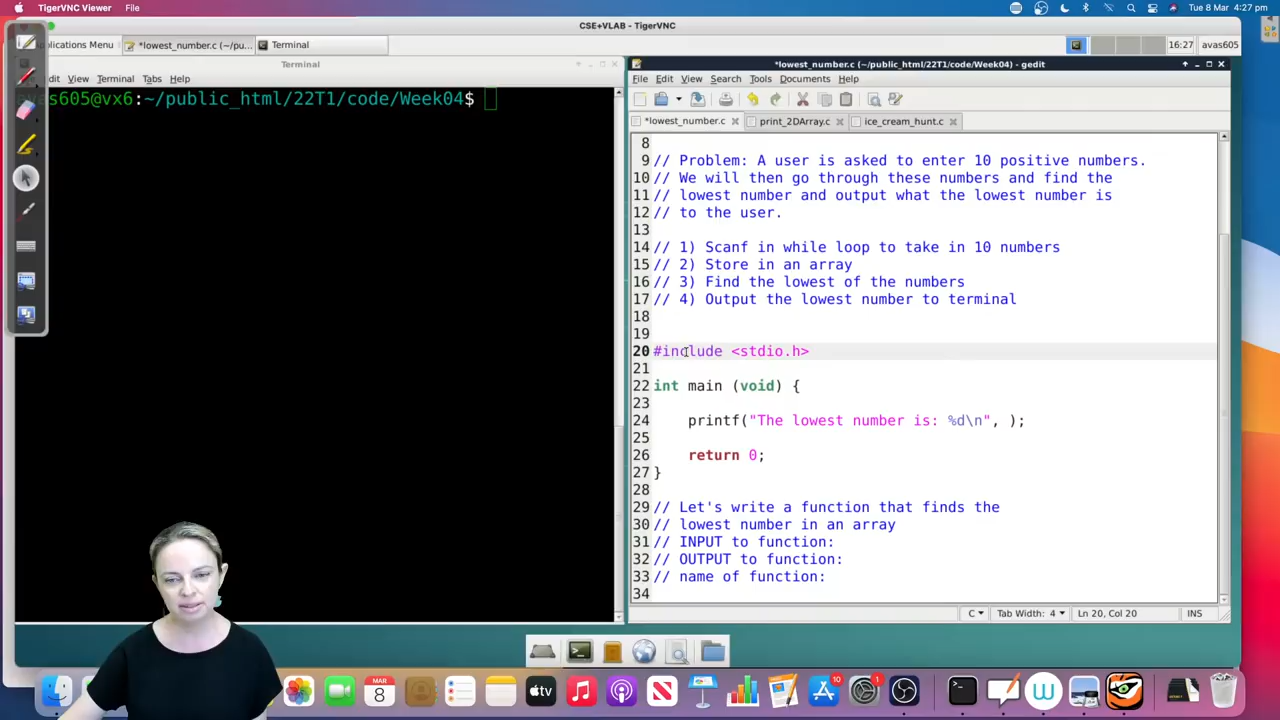 TigerVNC Viewer File Tue 8 Mar 4:27 pm
CSE+VLAB - TigerVNC
pplications Menu *lowest_number.c (~/pu... Terminal 16:27 avas605
Terminal
dit View Terminal Tabs Help
as605@vx6:~/public_html/22T1/code/Week04$
*lowest_number.c (~/public_html/22T1/code/Week04) - gedit
File Edit View Search Tools Documents Help
*lowest_number.c print_2DArray.c ice_cream_hunt.c
8
9 // Problem: A user is asked to enter 10 positive numbers.
10 // We will then go through these numbers and find the
11 // lowest number and output what the lowest number is
12 // to the user.
13
14 // 1) Scanf in while loop to take in 10 numbers
15 // 2) Store in an array
16 // 3) Find the lowest of the numbers
17 // 4) Output the lowest number to terminal
18
19
20 #include <stdio.h>
21
22 int main (void) {
23
24 printf("The lowest number is: %d\n", );
25
26 return 0;
27 }
28
29 // Let's write a function that finds the
30 // lowest number in an array
31 // INPUT to function:
32 // OUTPUT to function:
33 // name of function:
34
C Tab Width: 4 Ln 20, Col 20 INS
MAR
8
tv
10
1
W